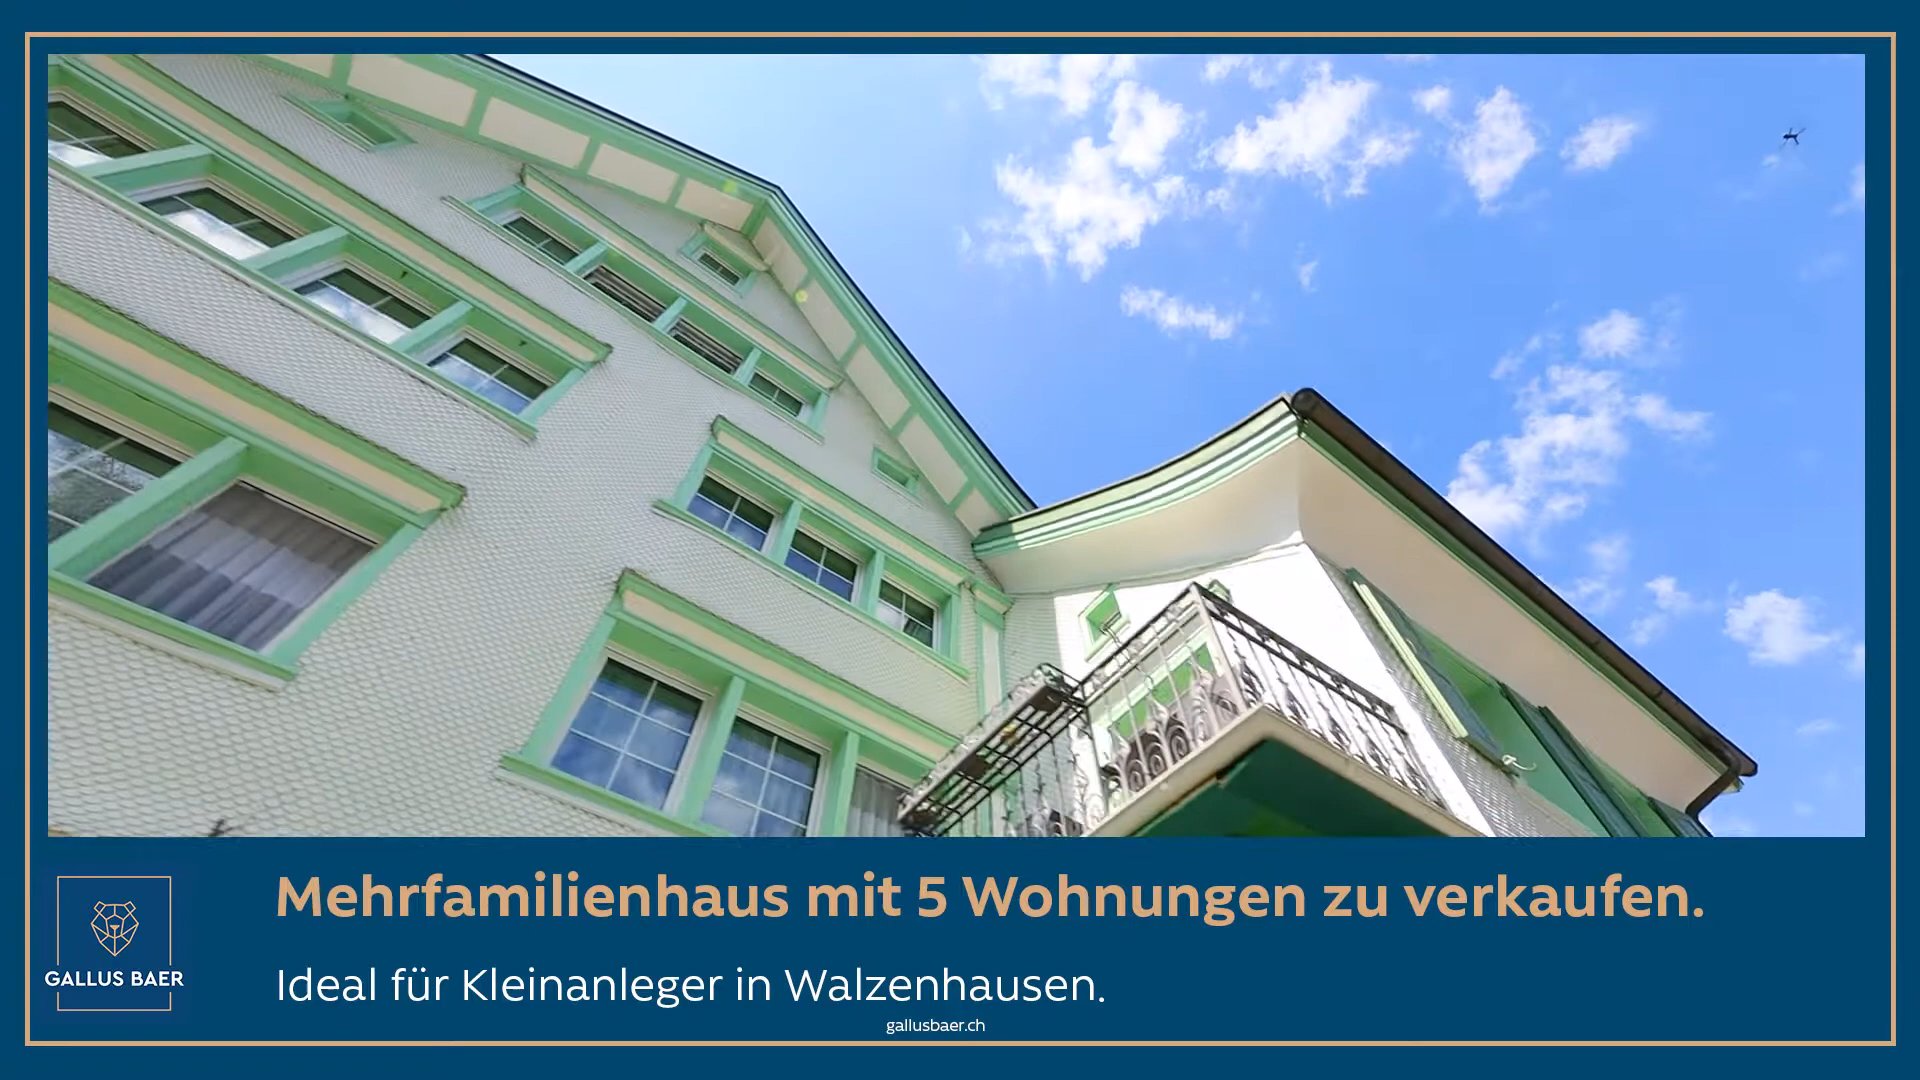 Mehrfamilienhaus mit 5 Wohnungen zu verkaufen.
GALLUS BAER
Ideal für Kleinanleger in Walzenhausen.
gallusbaer.ch